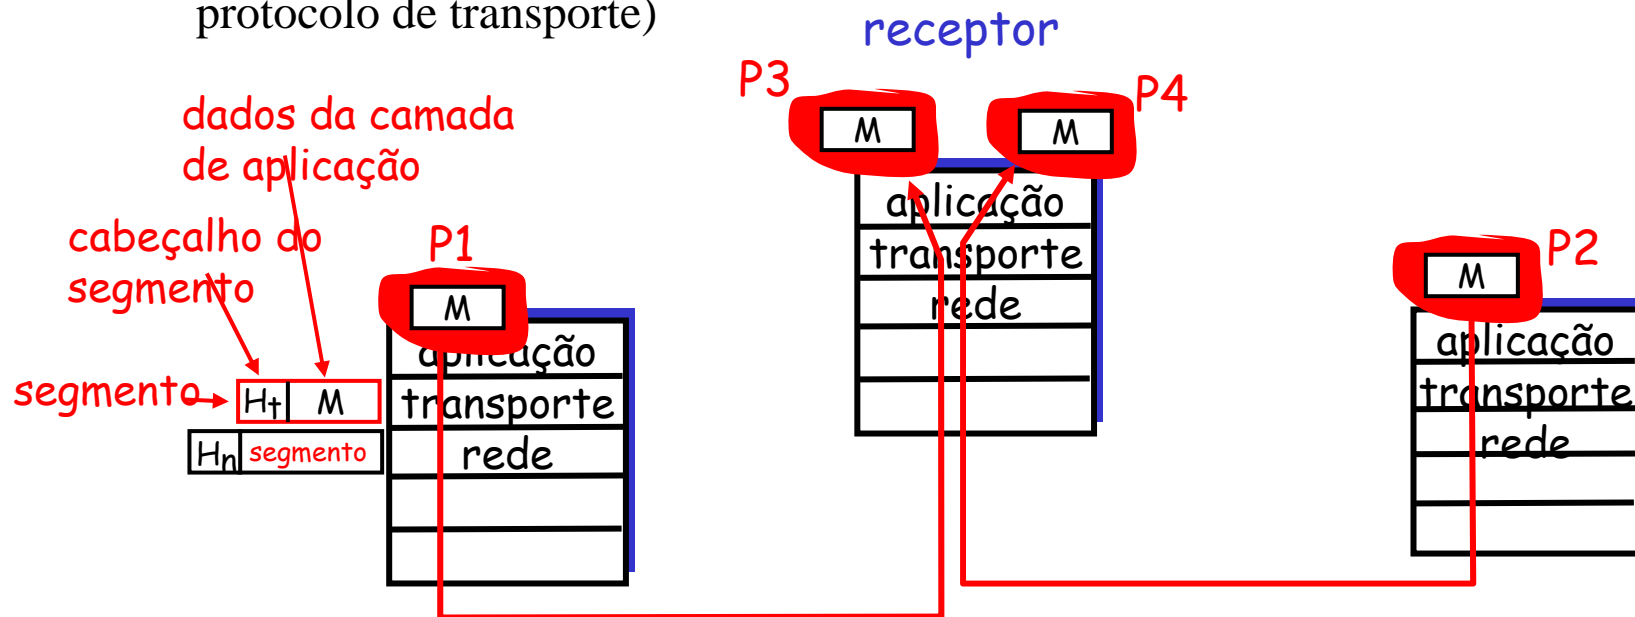 protocolo de transporte)
receptor
P3
P4
M
M
dados da camada
de aplicação
aplicação
transporte
rede
cabeçalho do
segmento
P1
M
aplicação
transporte
rede
segmento
Ht M
Hn segmento
P2
M
aplicação
transporte
rede